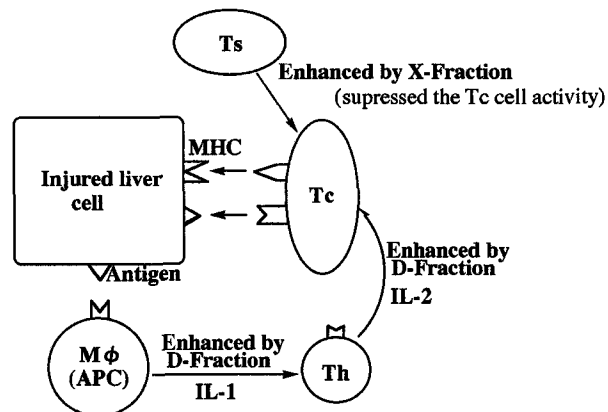 Ts
Enhanced by X-Fraction
(supressed the Tc cell activity)
MHC
Injured liver
cell
Tc
Antigen
Enhanced by
D-Fraction
IL-2
Mϕ
(APC)
Enhanced by
D-Fraction
IL-1
Th